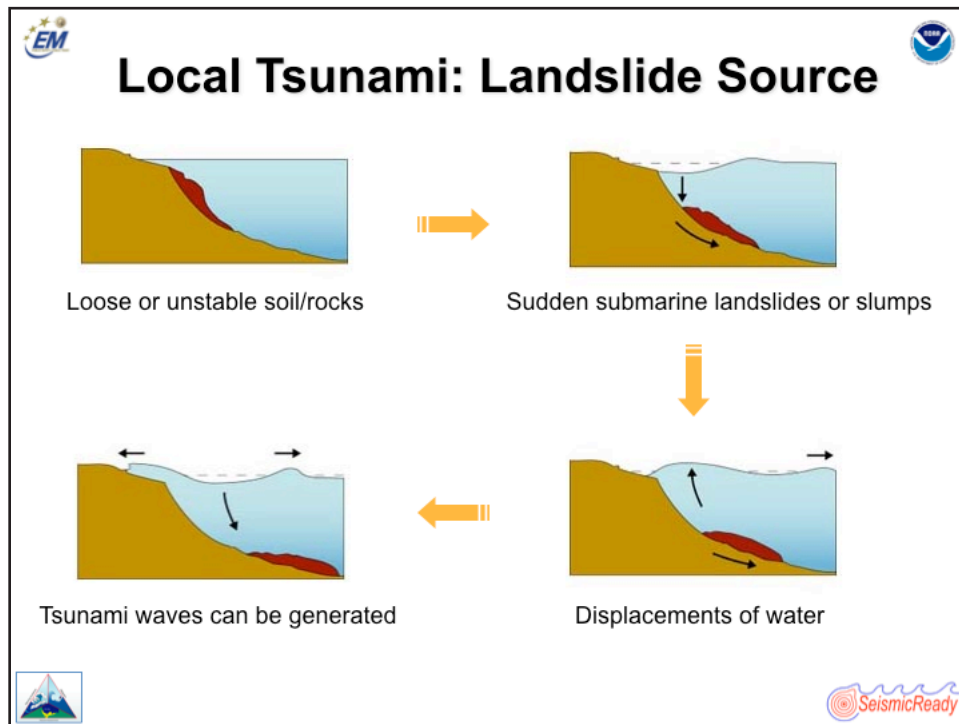 EM
NOAA
Local Tsunami: Landslide Source
Loose or unstable soil/rocks
Sudden submarine landslides or slumps
Tsunami waves can be generated
Displacements of water
SeismicReady